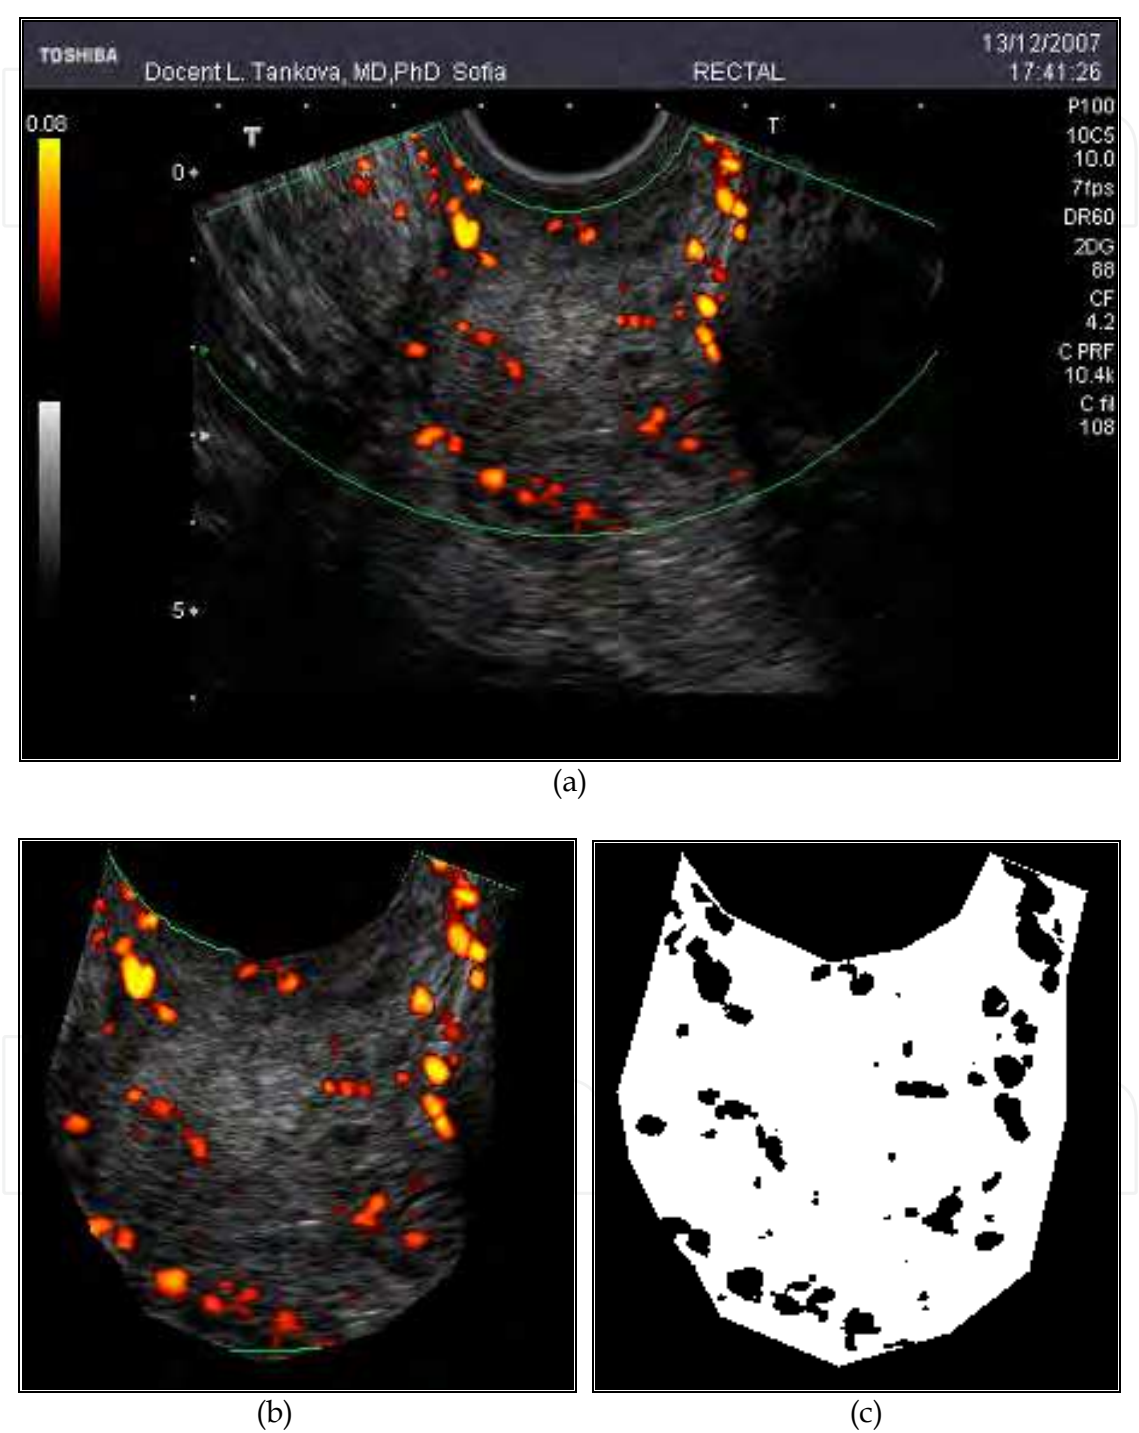 TOSHIBA
Docent L. Tankova, MD,PhD Sofia
RECTAL
13/12/2007
17:41:26
0.08
T
T
0
5
P100
10C5
10.0
7fps
DR60
2DG
88
CF
4.2
C PRF
10.4k
C fil
108
(a)
(b)
(c)